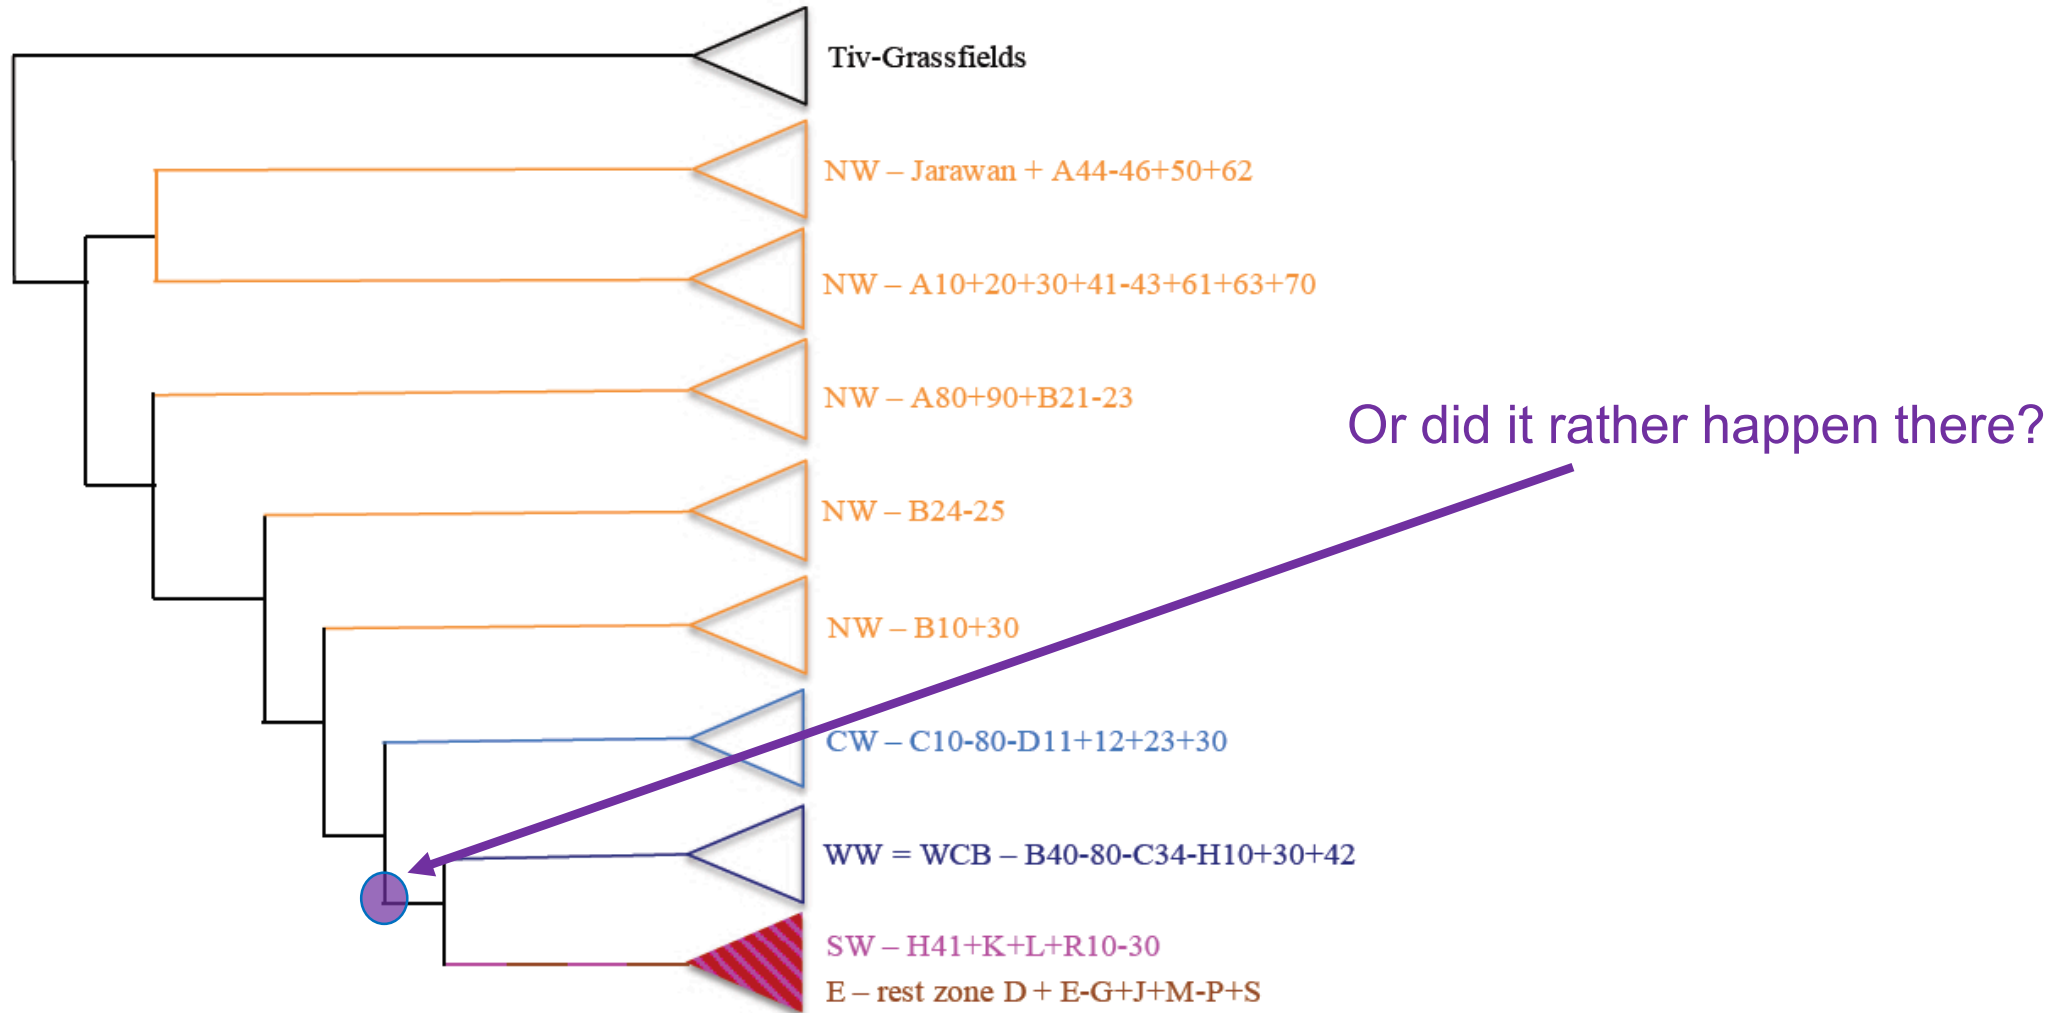 Tiv-Grassfields
NW – Jarawan + A44-46+50+62
NW – A10+20+30+41-43+61+63+70
NW – A80+90+B21-23
Or did it rather happen there?
NW – B24-25
NW – B10+30
CW – C10-80-D11+12+23+30
WW = WCB – B40-80-C34-H10+30+42
SW – H41+K+L+R10-30
E – rest zone D + E-G+J+M-P+S